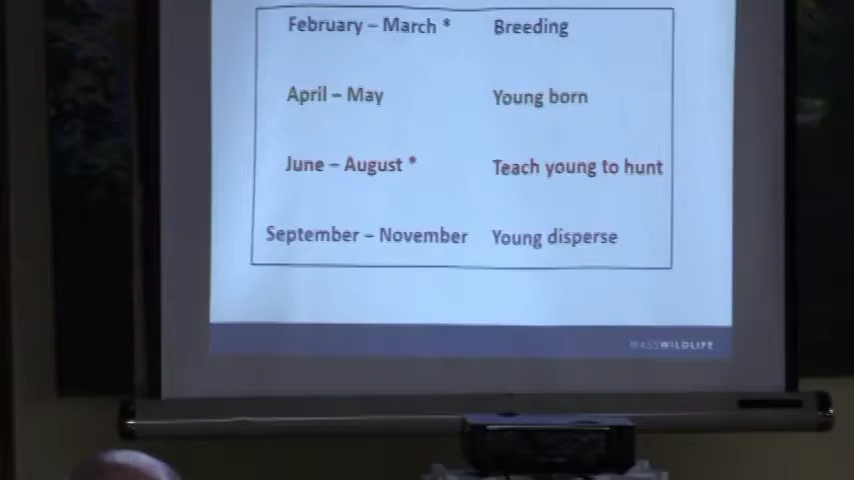 February – March * Breeding
April – May Young born
June – August * Teach young to hunt
September – November Young disperse
MASSWILDLIFE